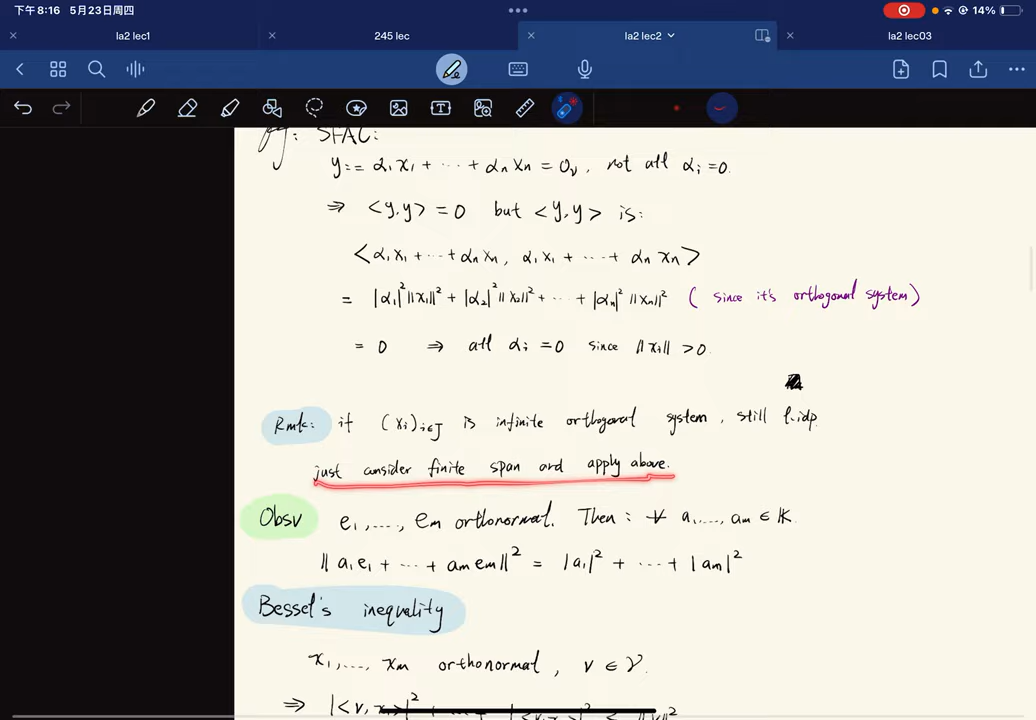 下午8:16 5月23日周四
14%
la2 lec1
245 lec
la2 lec2
la2 lec03
pf: SFAC:
y := α₁x₁ + ⋯ + αₙxₙ = 0ᵥ, not all αᵢ = 0.
⇒ <y,y> = 0 but <y,y> is:
<α₁x₁ + ⋯ + αₙxₙ, α₁x₁ + ⋯ + αₙxₙ>
= |α₁|²‖x₁‖² + |α₂|²‖x₂‖² + ⋯ + |αₙ|²‖xₙ‖² ( since it's orthogonal system)
= 0 ⇒ all αᵢ = 0 since ‖xᵢ‖ > 0.
Rmk: if (xᵢ)ᵢ∈J is infinite orthogonal system, still l.idp.
just consider finite span and apply above.
Obsv e₁,…, eₘ orthonormal. Then: ∀ a₁,…, aₘ ∈ 𝕂.
‖a₁e₁ + ⋯ + aₘeₘ‖² = |a₁|² + ⋯ + |aₘ|²
Bessel's inequality
x₁,…, xₘ orthonormal, v ∈ V.
⇒ |<v,